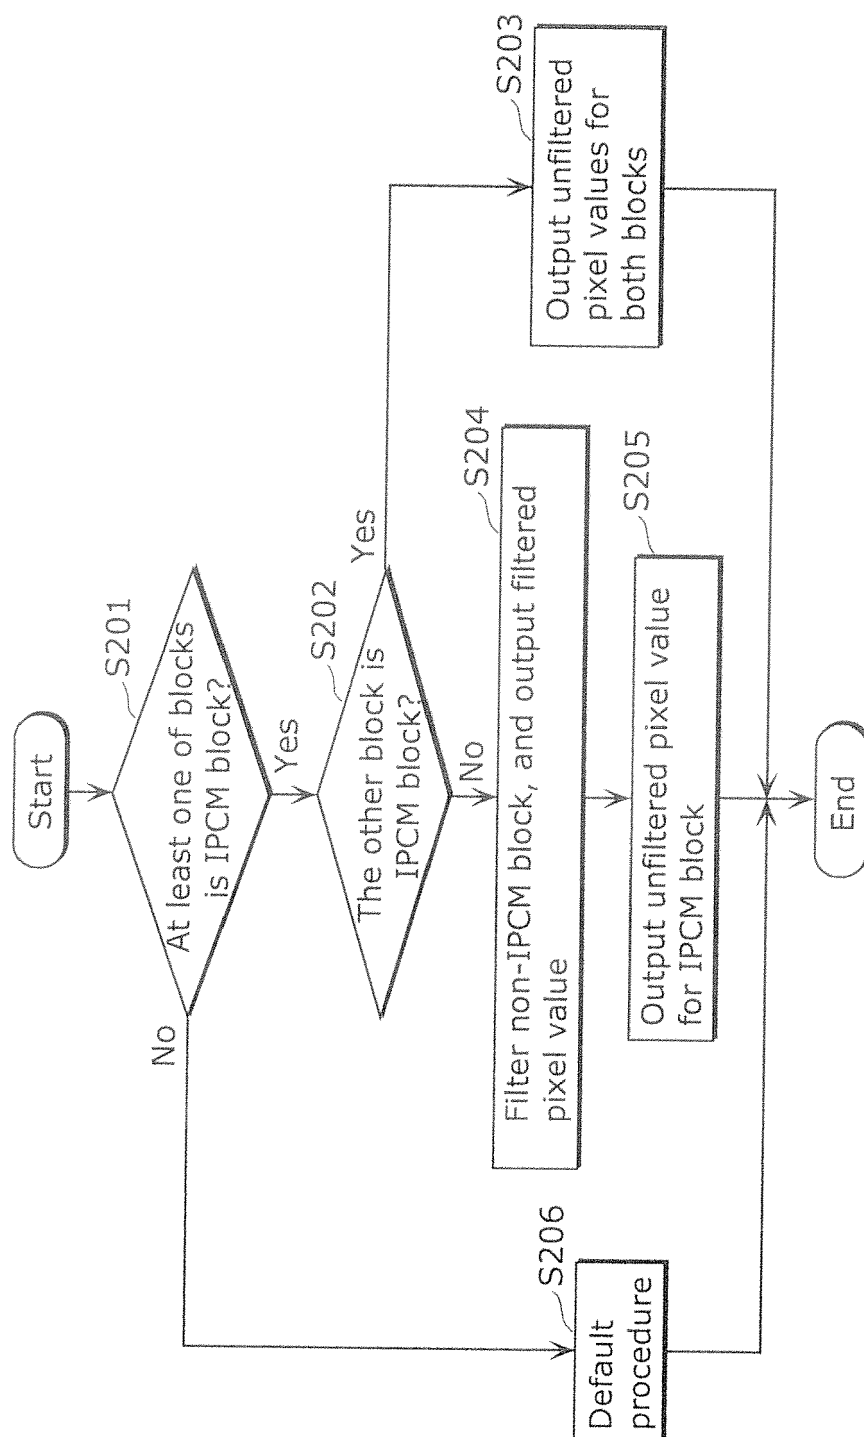 Start
S201
At least one of blocks
is IPCM block?
No
Yes
S202
The other block is
IPCM block?
Yes
No
S203
Output unfiltered
pixel values for
both blocks
S204
Filter non-IPCM block, and output filtered
pixel value
S205
Output unfiltered pixel value
for IPCM block
S206
Default
procedure
End